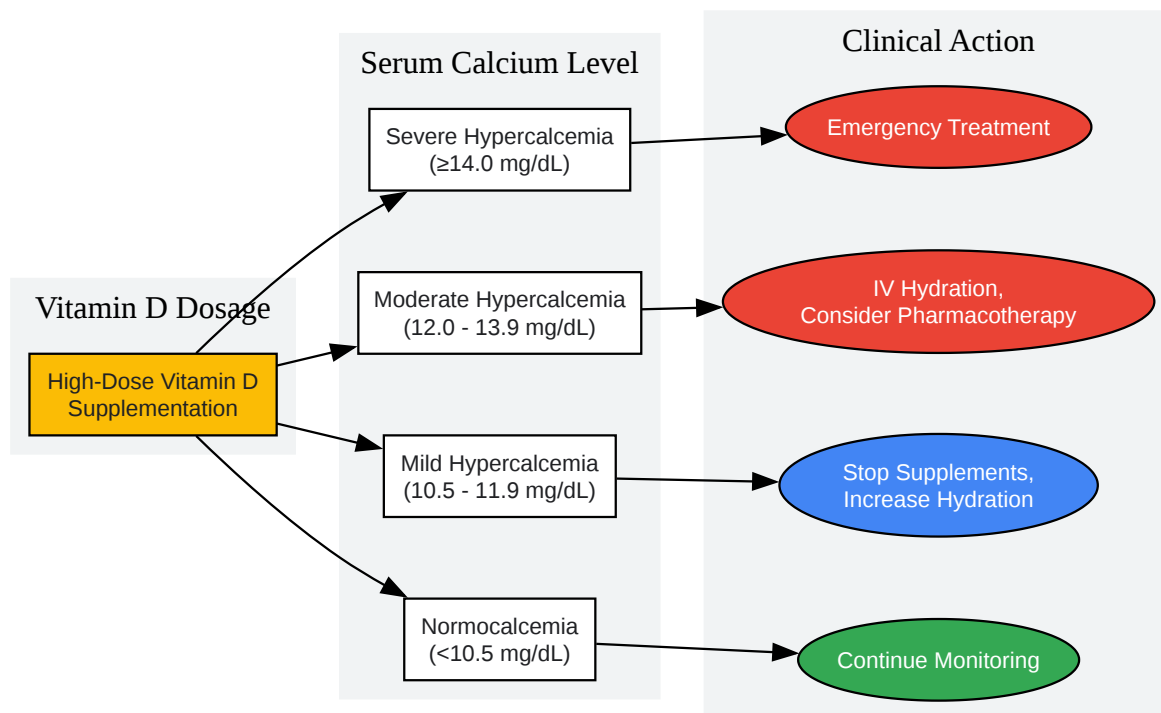 Vitamin D Dosage
High-Dose Vitamin D
Supplementation
Serum Calcium Level
Severe Hypercalcemia
(≥14.0 mg/dL)
Moderate Hypercalcemia
(12.0 - 13.9 mg/dL)
Mild Hypercalcemia
(10.5 - 11.9 mg/dL)
Normocalcemia
(<10.5 mg/dL)
Clinical Action
Emergency Treatment
IV Hydration,
Consider Pharmacotherapy
Stop Supplements,
Increase Hydration
Continue Monitoring